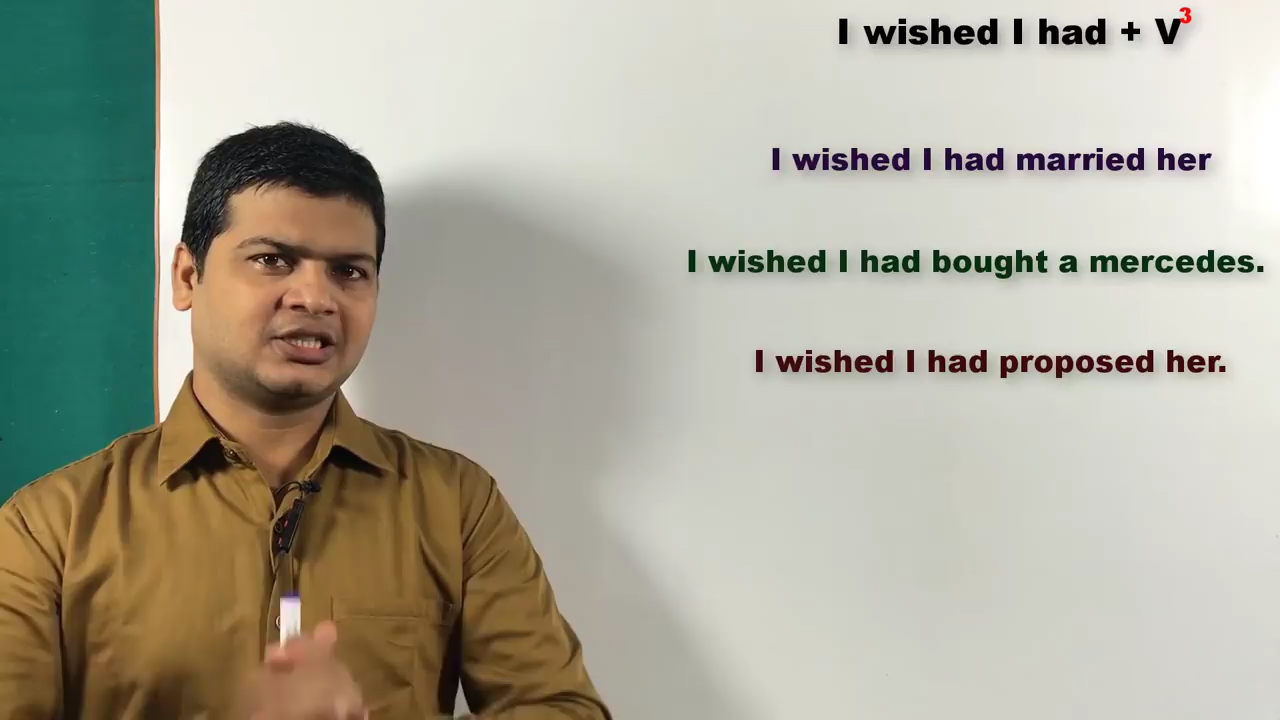 I wished I had + V³
I wished I had married her
I wished I had bought a mercedes.
I wished I had proposed her.